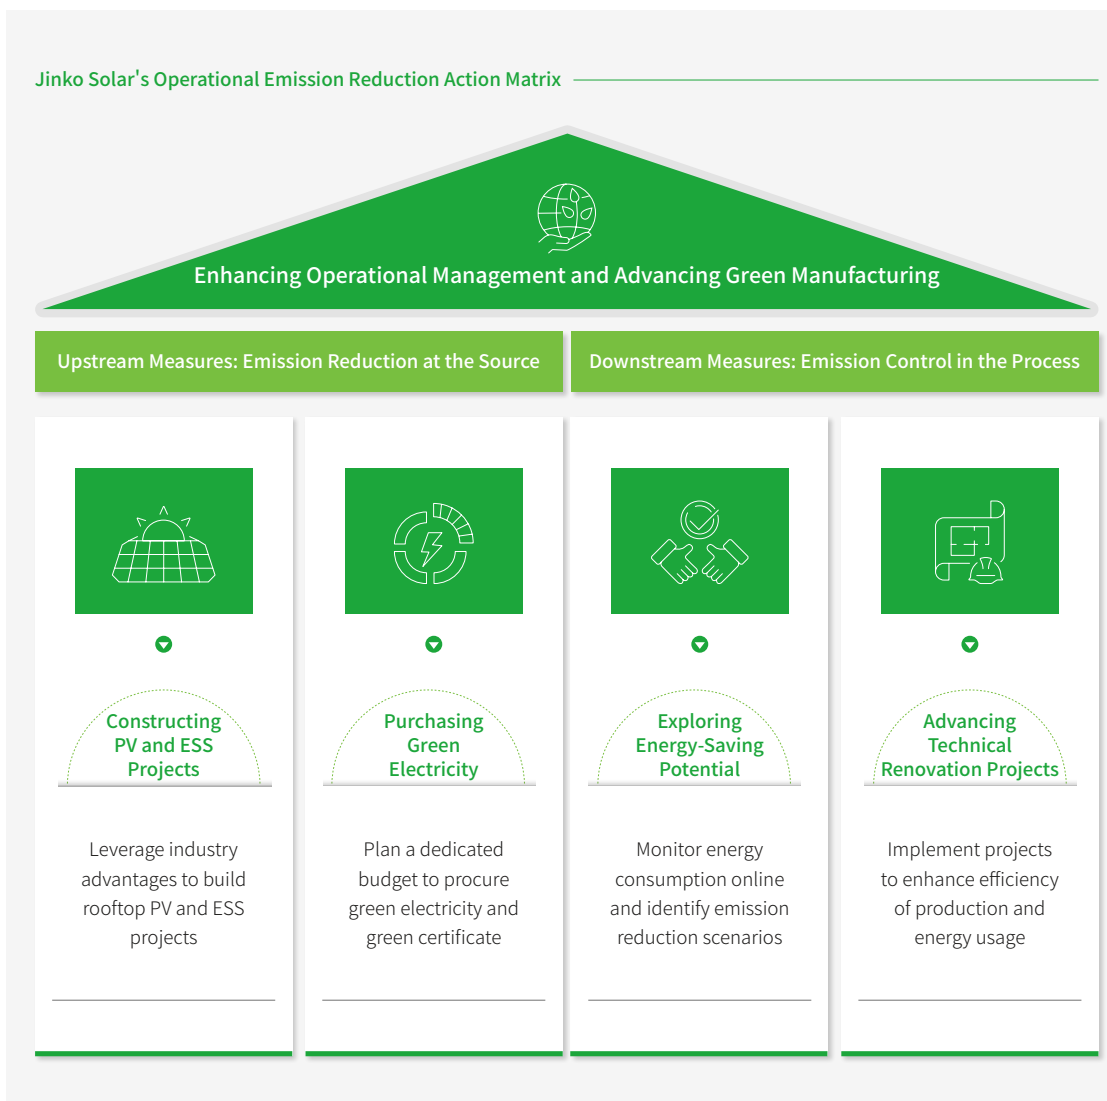 Jinko Solar's Operational Emission Reduction Action Matrix
Enhancing Operational Management and Advancing Green Manufacturing
Upstream Measures: Emission Reduction at the Source
Downstream Measures: Emission Control in the Process
Constructing
PV and ESS
Projects
Leverage industry
advantages to build
rooftop PV and ESS
projects
Purchasing
Green
Electricity
Plan a dedicated
budget to procure
green electricity and
green certificate
Exploring
Energy-Saving
Potential
Monitor energy
consumption online
and identify emission
reduction scenarios
Advancing
Technical
Renovation Projects
Implement projects
to enhance efficiency
of production and
energy usage